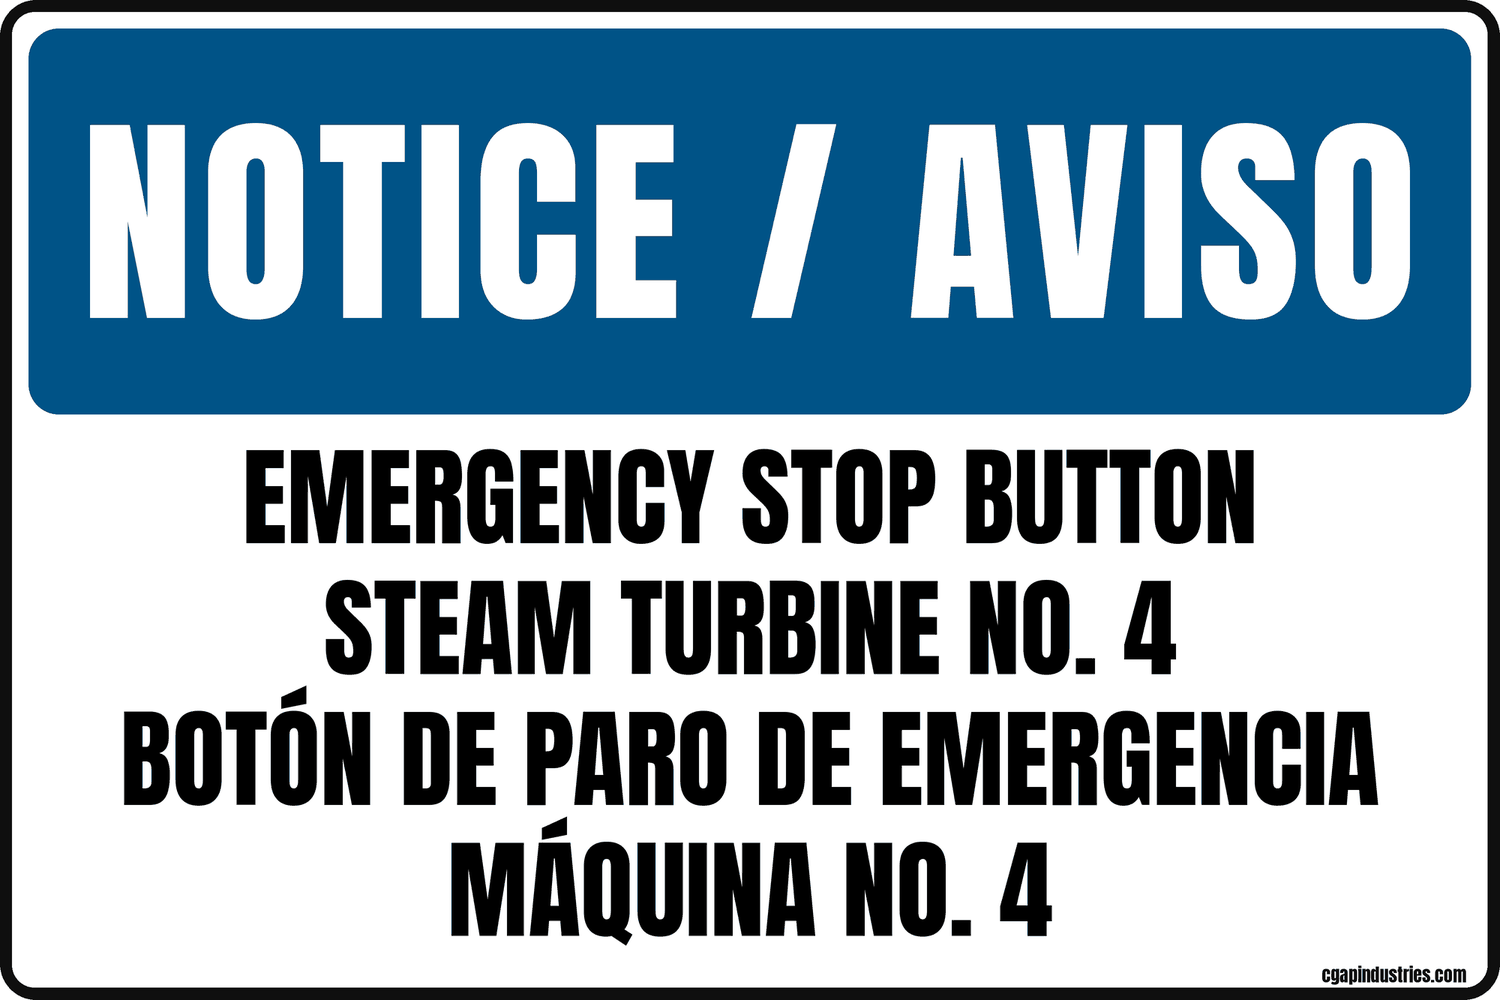 NOTICE / AVISO
EMERGENCY STOP BUTTON
STEAM TURBINE NO. 4
BOTÓN DE PARO DE EMERGENCIA
MÁQUINA NO. 4
cgapindustries.com